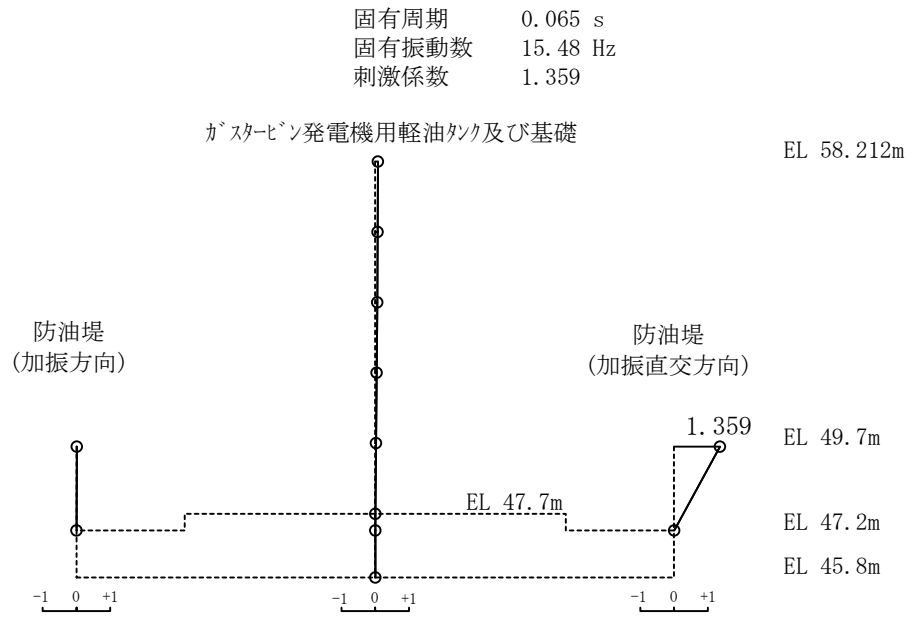 固有周期 0.065 s
固有振動数 15.48 Hz
刺激係数 1.359
ｶﾞｽﾀｰﾋﾞﾝ発電機用軽油ﾀﾝｸ及び基礎
EL 58.212m
防油堤
(加振方向)
防油堤
(加振直交方向)
1.359
EL 49.7m
EL 47.7m
EL 47.2m
EL 45.8m
-1 0 +1
-1 0 +1
-1 0 +1